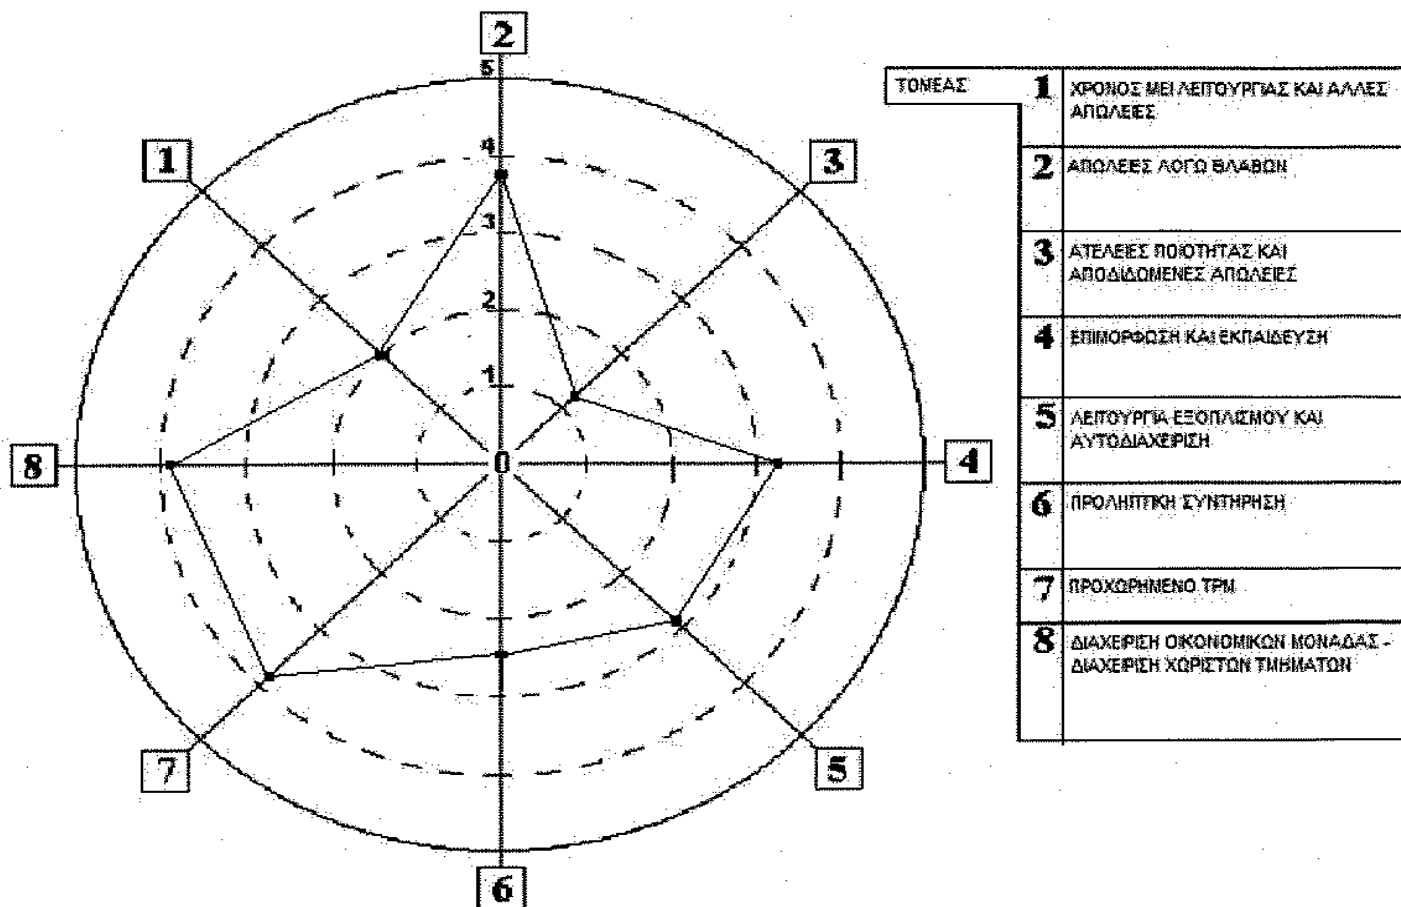 2
5
1
4
3
3
2
1
8
0
4
7
5
6
ΤΟΜΕΑΣ
1 ΧΡΟΝΟΣ ΜΕΙ ΛΕΙΤΟΥΡΓΙΑΣ ΚΑΙ ΑΛΛΕΣ
ΑΠΩΛΕΙΕΣ
2 ΑΠΩΛΕΙΕΣ ΛΟΓΩ ΒΛΑΒΩΝ
3 ΑΤΕΛΕΙΕΣ ΠΟΙΟΤΗΤΑΣ ΚΑΙ
ΑΠΟΔΙΔΟΜΕΝΕΣ ΑΠΩΛΕΙΕΣ
4 ΕΠΙΜΟΡΦΩΣΗ ΚΑΙ ΕΚΠΑΙΔΕΥΣΗ
5 ΛΕΙΤΟΥΡΓΙΑ ΕΞΟΠΛΙΣΜΟΥ ΚΑΙ
ΑΥΤΟΔΙΑΧΕΙΡΙΣΗ
6 ΠΡΟΛΗΠΤΙΚΗ ΣΥΝΤΗΡΗΣΗ
7 ΠΡΟΧΩΡΗΜΕΝΟ TPM
8 ΔΙΑΧΕΙΡΙΣΗ ΟΙΚΟΝΟΜΙΚΩΝ ΜΟΝΑΔΑΣ -
ΔΙΑΧΕΙΡΙΣΗ ΧΩΡΙΣΤΩΝ ΤΜΗΜΑΤΩΝ